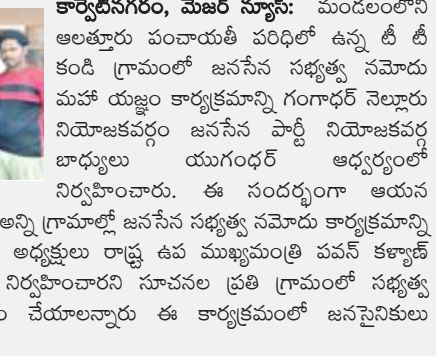 కార్వేటినగరం, మేజర్ న్యూస్: మండలంలోని
ఆలత్తూరు పంచాయతీ పరిధిలో ఉన్న టీ టీ
కండి గ్రామంలో జనసేన సభ్యత్వ నమోదు
మహా యజ్ఞం కార్యక్రమాన్ని గంగాధర్ నెల్లూరు
నియోజకవర్గం జనసేన పార్టీ నియోజకవర్గ
బాధ్యులు యుగంధర్ ఆధ్వర్యంలో
నిర్వహించారు. ఈ సందర్భంగా ఆయన
అన్ని గ్రామాల్లో జనసేన సభ్యత్వ నమోదు కార్యక్రమాన్ని
అధ్యక్షులు రాష్ట్ర ఉప ముఖ్యమంత్రి పవన్ కళ్యాణ్
నిర్వహించారని సూచనల ప్రతి గ్రామంలో సభ్యత్వ
చేయాలన్నారు ఈ కార్యక్రమంలో జనసైనికులు